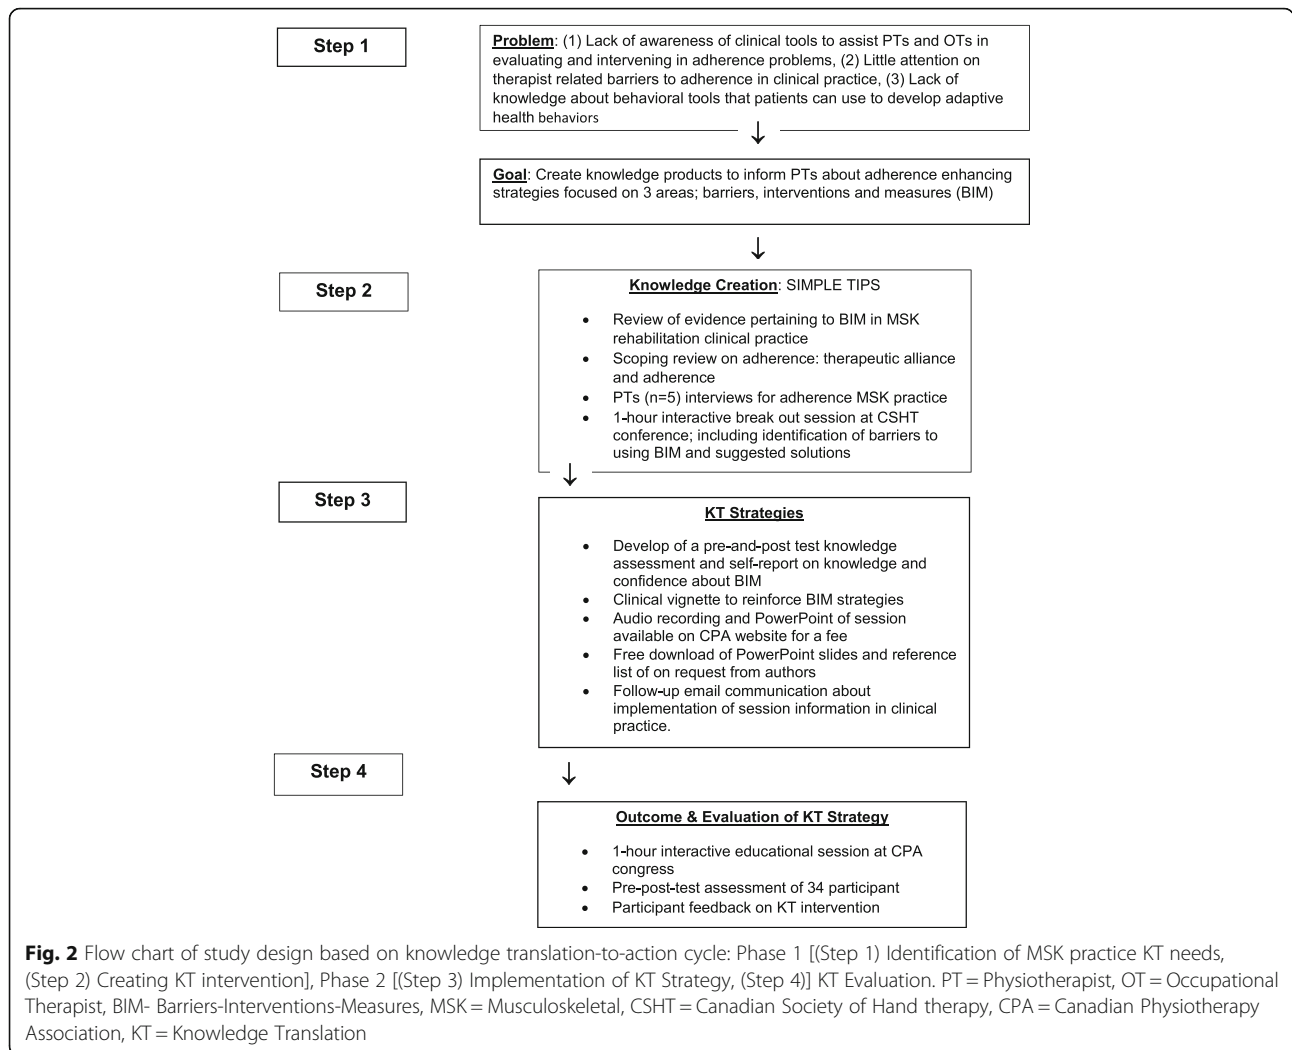 Step 1
Problem: (1) Lack of awareness of clinical tools to assist PTs and OTs in
evaluating and intervening in adherence problems, (2) Little attention on
therapist related barriers to adherence in clinical practice, (3) Lack of
knowledge about behavioral tools that patients can use to develop adaptive
health behaviors
↓
Goal: Create knowledge products to inform PTs about adherence enhancing
strategies focused on 3 areas; barriers, interventions and measures (BIM)
↓
Step 2
Knowledge Creation: SIMPLE TIPS
• Review of evidence pertaining to BIM in MSK
rehabilitation clinical practice
• Scoping review on adherence: therapeutic alliance
and adherence
• PTs (n=5) interviews for adherence MSK practice
• 1-hour interactive break out session at CSHT
conference; including identification of barriers to
using BIM and suggested solutions
↓
Step 3
KT Strategies
• Develop of a pre-and-post test knowledge
assessment and self-report on knowledge and
confidence about BIM
• Clinical vignette to reinforce BIM strategies
• Audio recording and PowerPoint of session
available on CPA website for a fee
• Free download of PowerPoint slides and reference
list of on request from authors
• Follow-up email communication about
implementation of session information in clinical
practice.
Step 4
↓
Outcome & Evaluation of KT Strategy
• 1-hour interactive educational session at CPA
congress
• Pre-post-test assessment of 34 participant
• Participant feedback on KT intervention
Fig. 2 Flow chart of study design based on knowledge translation-to-action cycle: Phase 1 [(Step 1) Identification of MSK practice KT needs,
(Step 2) Creating KT intervention], Phase 2 [(Step 3) Implementation of KT Strategy, (Step 4)] KT Evaluation. PT = Physiotherapist, OT = Occupational
Therapist, BIM- Barriers-Interventions-Measures, MSK = Musculoskeletal, CSHT = Canadian Society of Hand therapy, CPA = Canadian Physiotherapy
Association, KT = Knowledge Translation